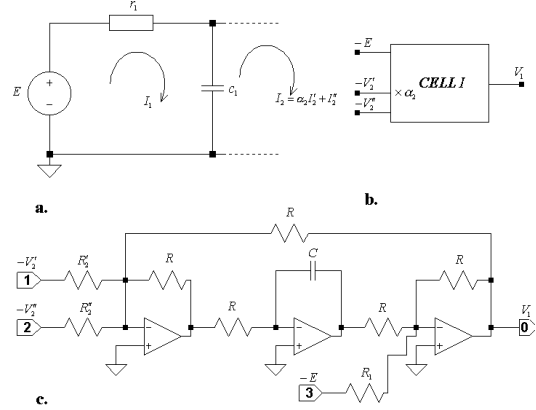 r₁
E
+
−
I₁
c₁
I₂ = α₂I₂′ + I₂″
a.
−E
−V₂′
−V₂″
× α₂
CELL I
V₁
b.
R
−V₂′
1
R₂′
R
C
R
−V₂″
2
R₂″
R
R
V₁
0
−
+
−
+
−
+
−E
3
R₁
c.